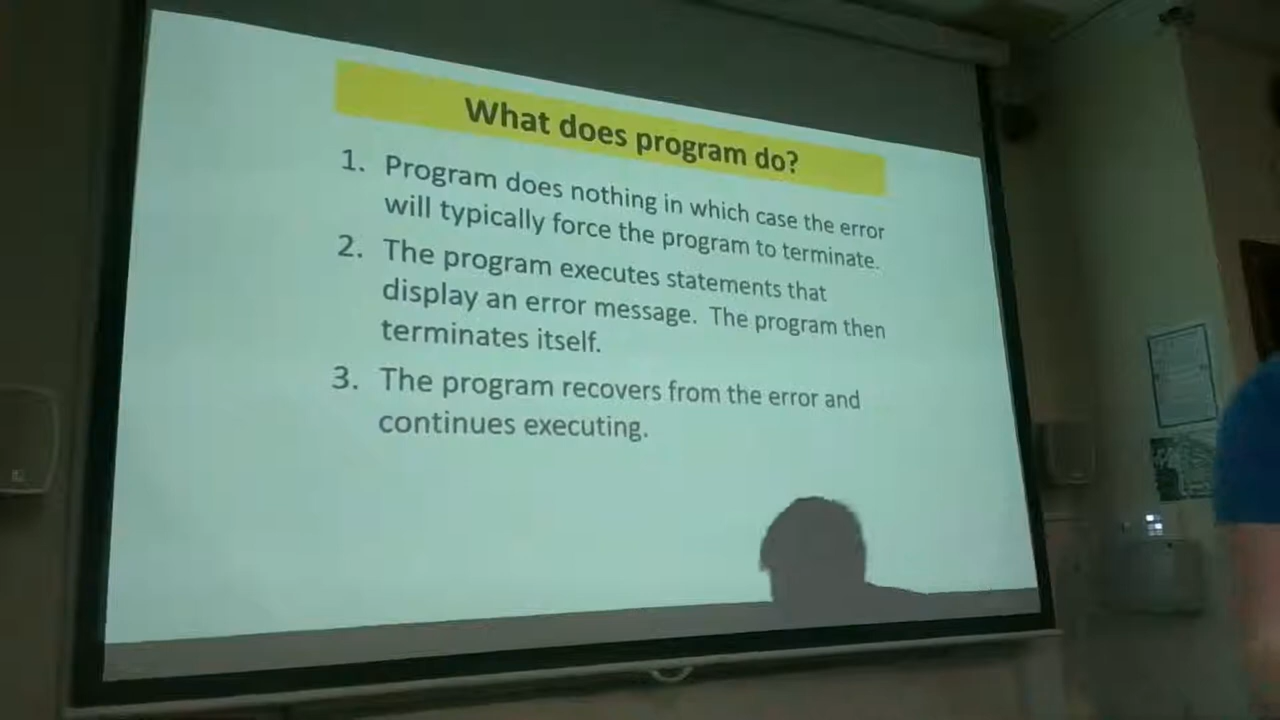 What does program do?
1. Program does nothing in which case the error
will typically force the program to terminate.
2. The program executes statements that
display an error message. The program then
terminates itself.
3. The program recovers from the error and
continues executing.